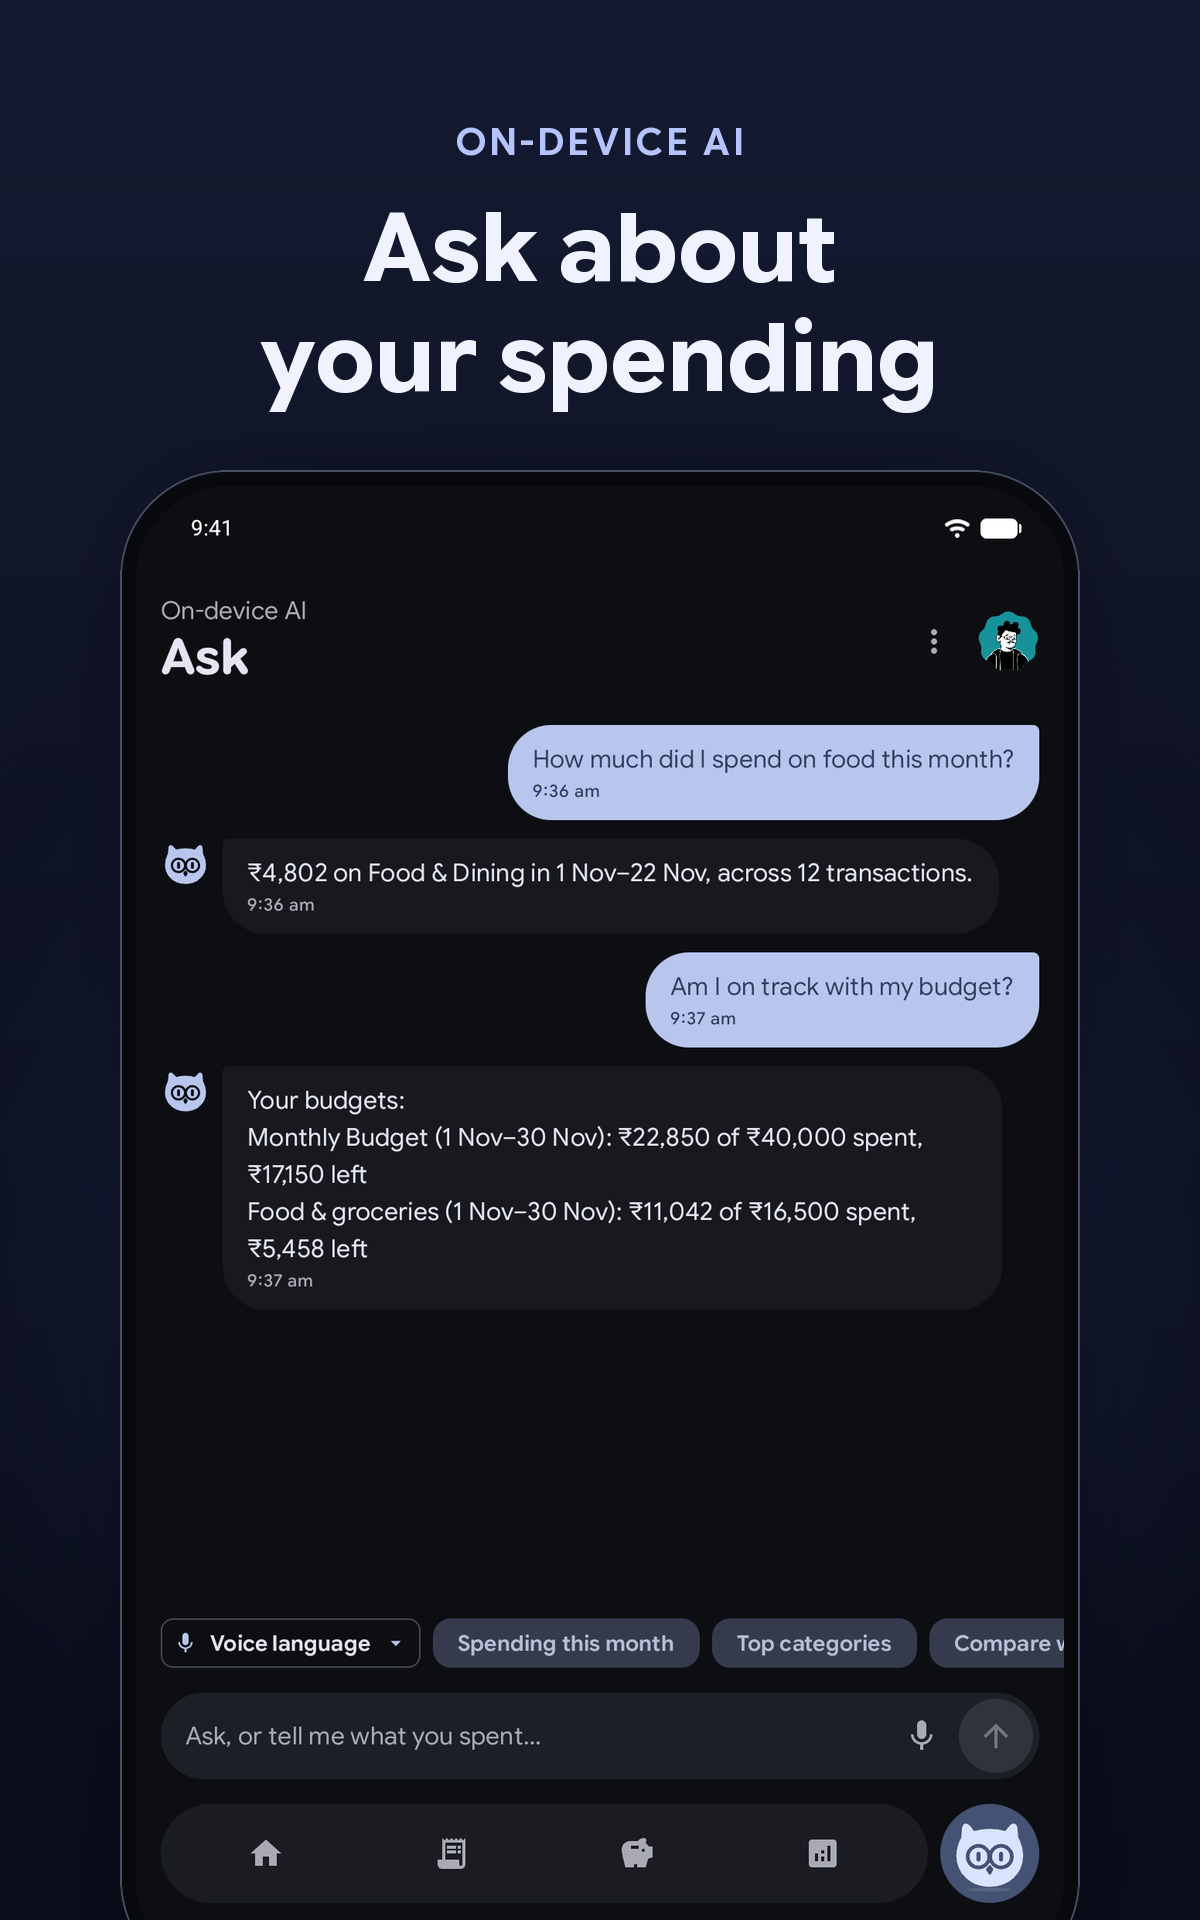 ON-DEVICE AI
Ask about
your spending
9:41
On-device AI
Ask
How much did I spend on food this month?
9:36 am
₹4,802 on Food & Dining in 1 Nov–22 Nov, across 12 transactions.
9:36 am
Am I on track with my budget?
9:37 am
Your budgets:
Monthly Budget (1 Nov–30 Nov): ₹22,850 of ₹40,000 spent,
₹17,150 left
Food & groceries (1 Nov–30 Nov): ₹11,042 of ₹16,500 spent,
₹5,458 left
9:37 am
Voice language
Spending this month
Top categories
Compare
Ask, or tell me what you spent...